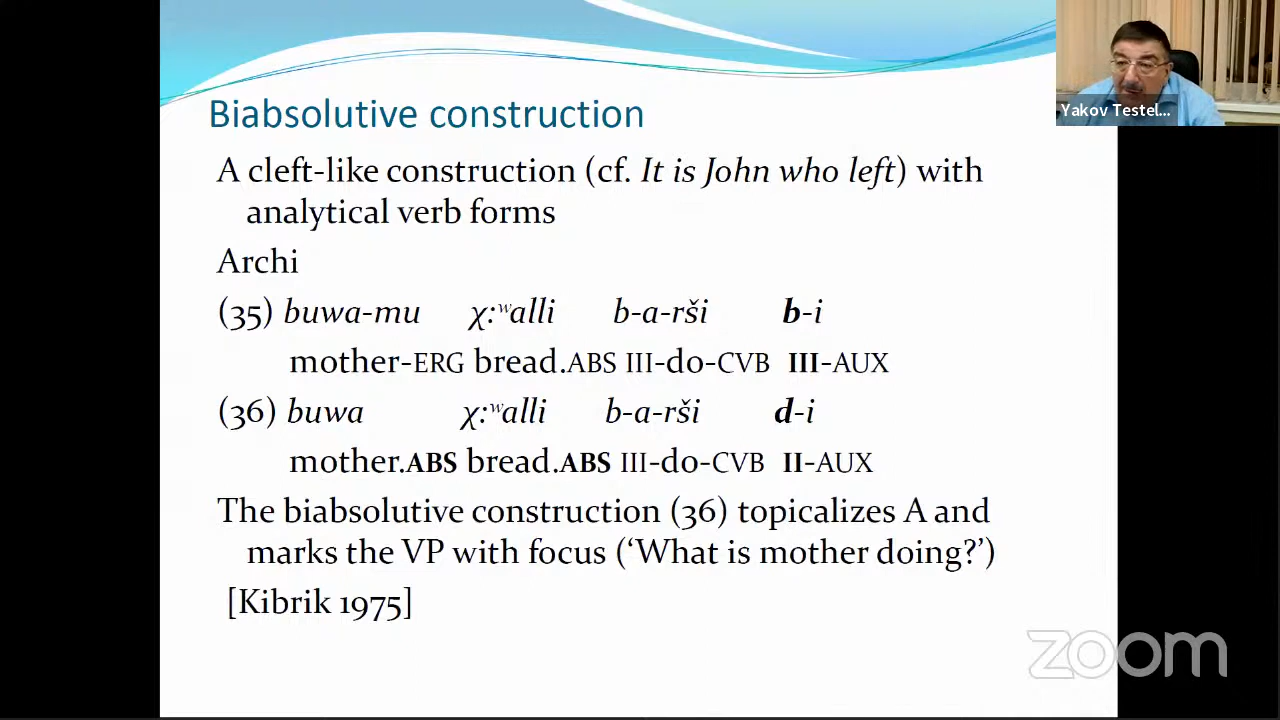 Biabsolutive construction
Yakov Testel...
A cleft-like construction (cf. It is John who left) with
analytical verb forms
Archi
(35) buwa-mu χ:ʷalli b-a-rši b-i
mother-ERG bread.ABS III-do-CVB III-AUX
(36) buwa χ:ʷalli b-a-rši d-i
mother.ABS bread.ABS III-do-CVB II-AUX
The biabsolutive construction (36) topicalizes A and
marks the VP with focus (‘What is mother doing?’)
[Kibrik 1975]
zoom